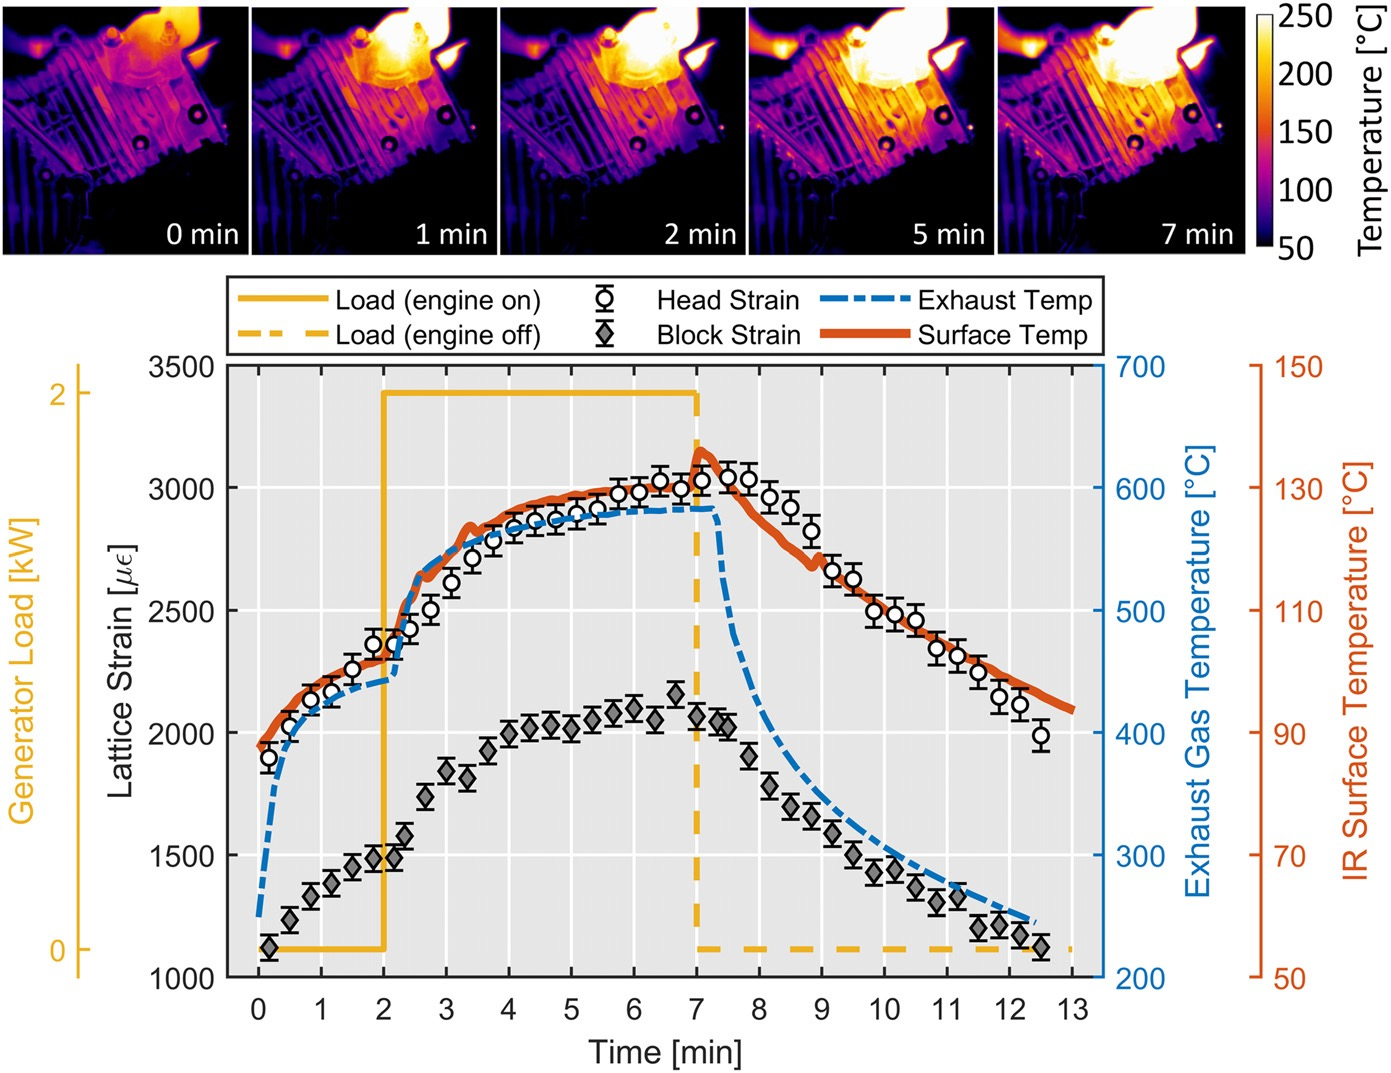 0 min
1 min
2 min
5 min
7 min
250
200
150
100
50
Temperature [°C]
Load (engine on)
Load (engine off)
Head Strain
Block Strain
Exhaust Temp
Surface Temp
Generator Load [kW]
2
0
Lattice Strain [µϵ]
3500
3000
2500
2000
1500
1000
700
600
500
400
300
200
Exhaust Gas Temperature [°C]
150
130
110
90
70
50
IR Surface Temperature [°C]
0 1 2 3 4 5 6 7 8 9 10 11 12 13
Time [min]